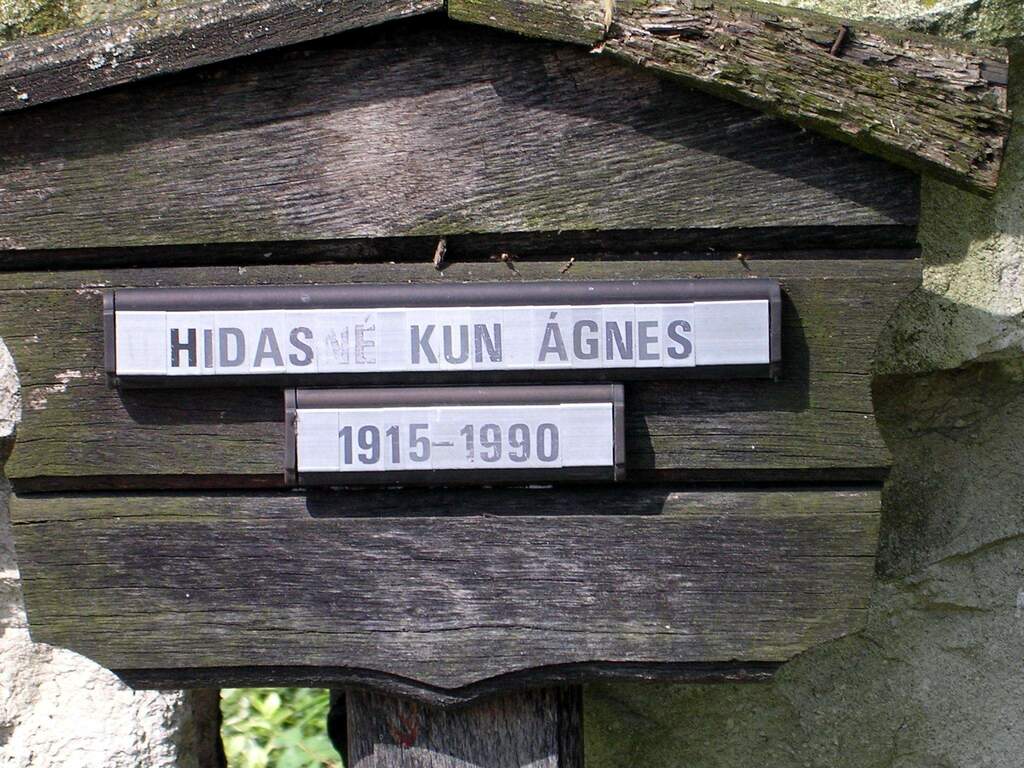 HIDASNÉ KUN ÁGNES
1915-1990